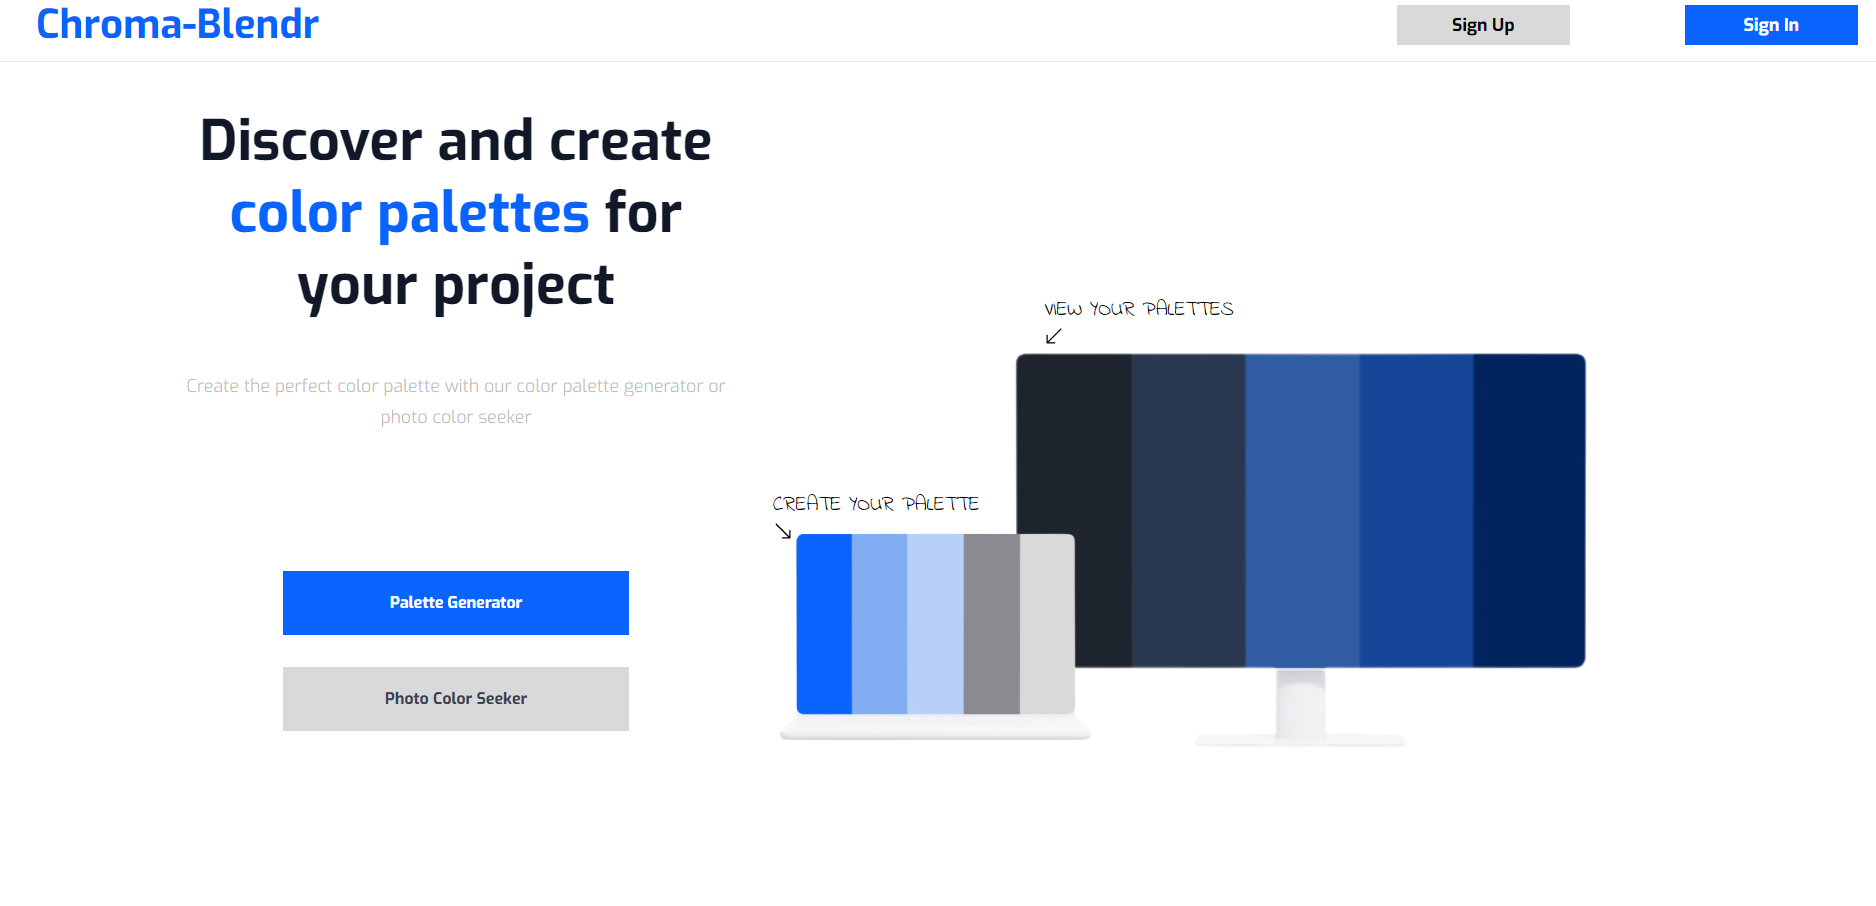 Chroma-Blendr
Sign Up
Sign In
Discover and create
color palettes for
your project
Create the perfect color palette with our color palette generator or
photo color seeker
VIEW YOUR PALETTES
CREATE YOUR PALETTE
Palette Generator
Photo Color Seeker